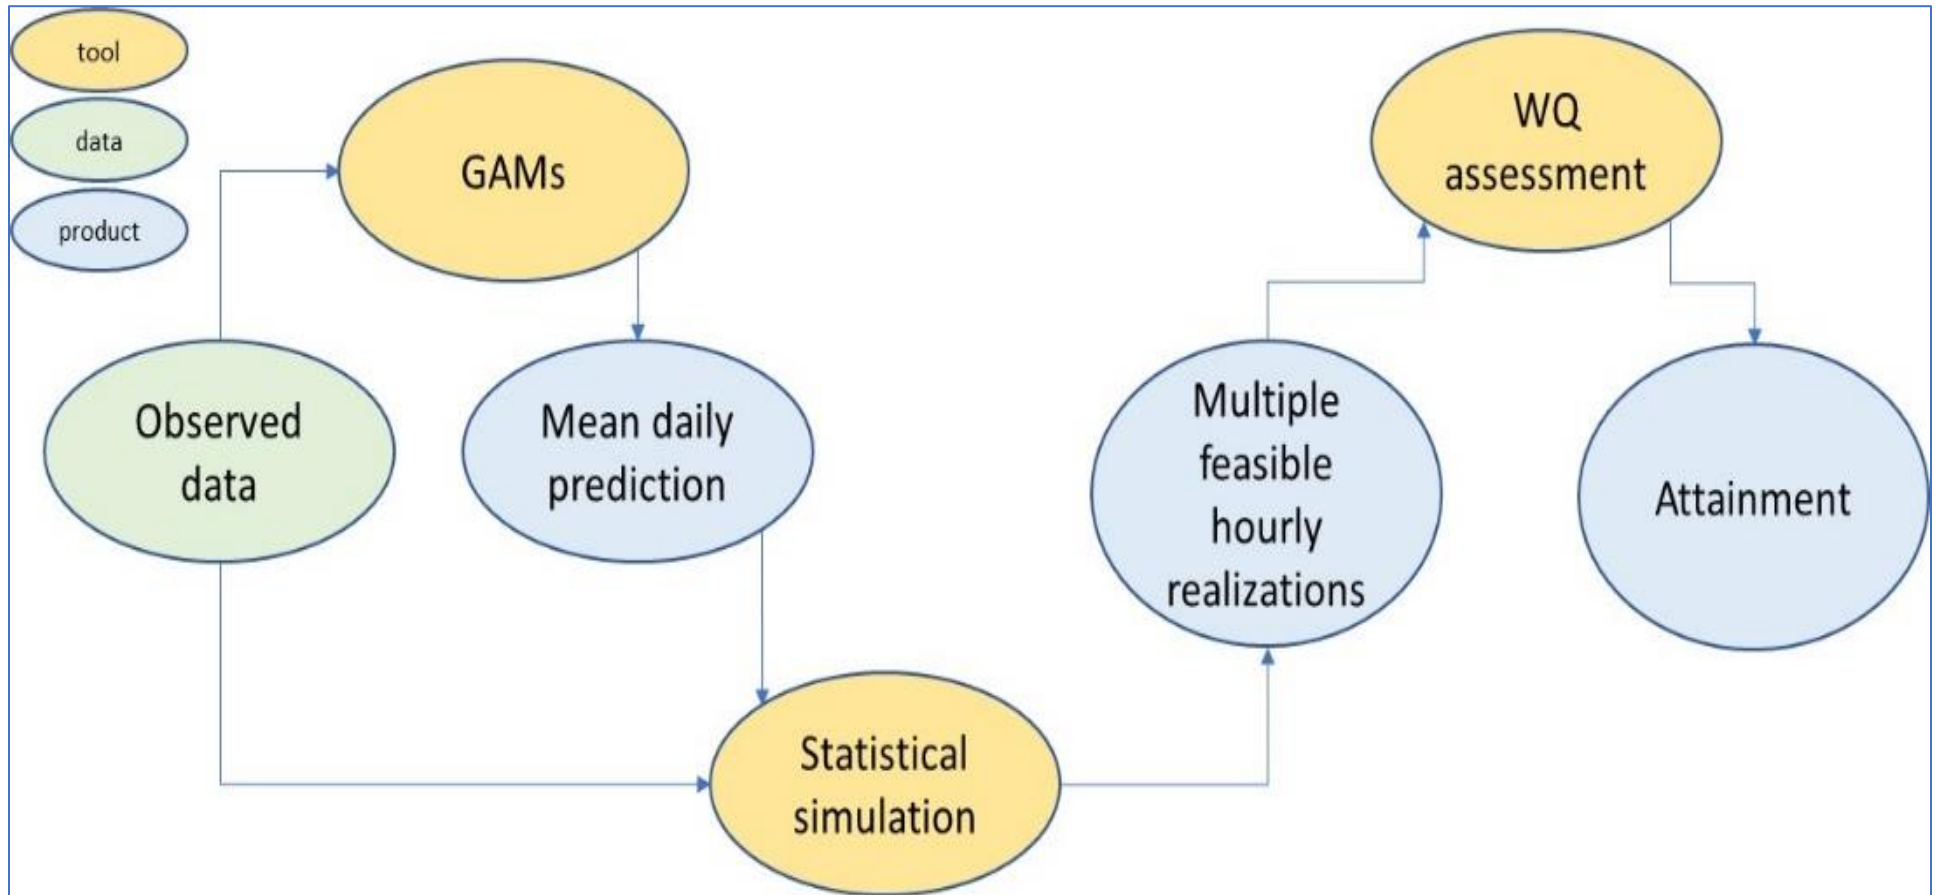 tool
data
product
GAMs
WQ
assessment
Observed
data
Mean daily
prediction
Multiple
feasible
hourly
realizations
Attainment
Statistical
simulation